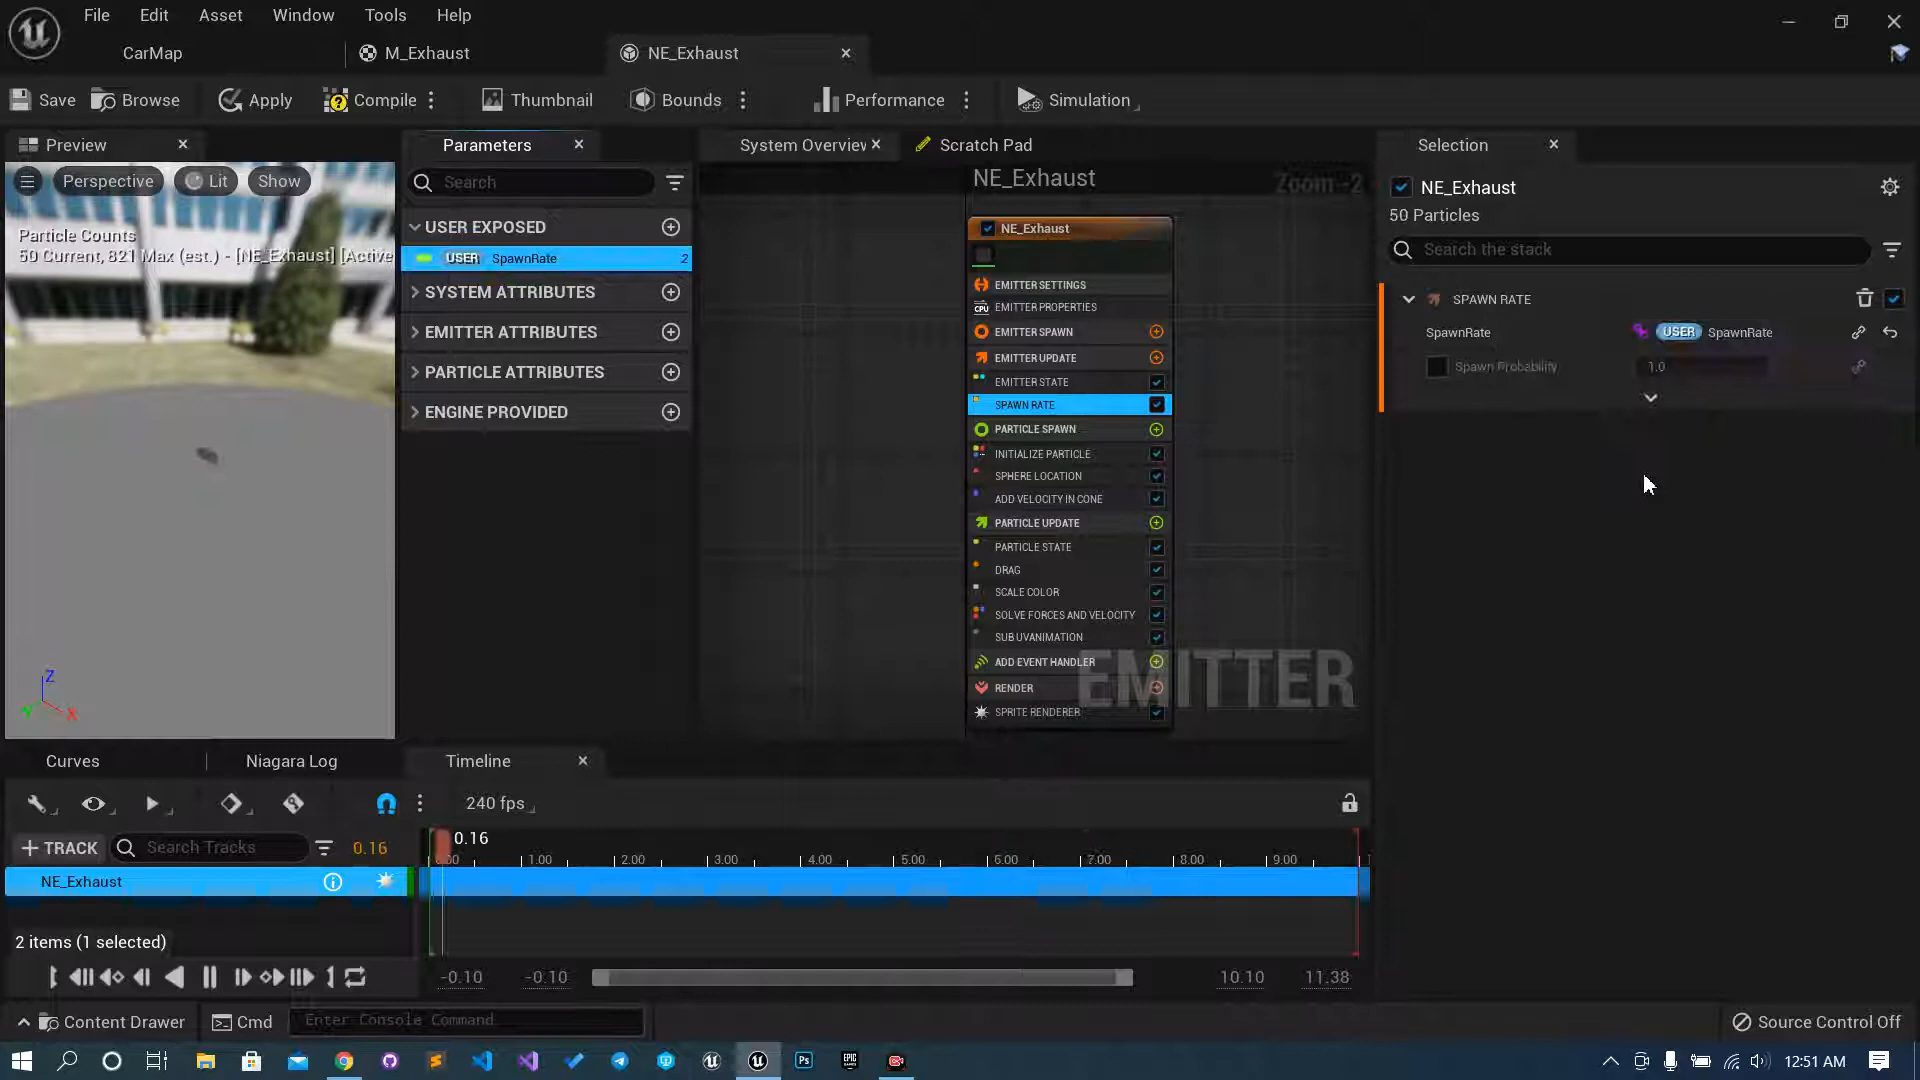 File Edit Asset Window Tools Help
CarMap M_Exhaust NE_Exhaust
Save Browse Apply Compile Thumbnail Bounds Performance Simulation
Preview Parameters System Overview Scratch Pad Selection
Perspective Lit Show
Particle Counts
50 Current, 821 Max (est.) - [NE_Exhaust] [Active
Z
Y
X
Search
USER EXPOSED
USER SpawnRate 2
SYSTEM ATTRIBUTES
EMITTER ATTRIBUTES
PARTICLE ATTRIBUTES
ENGINE PROVIDED
NE_Exhaust Zoom -2
NE_Exhaust
EMITTER SETTINGS
CPU EMITTER PROPERTIES
EMITTER SPAWN
EMITTER UPDATE
EMITTER STATE
SPAWN RATE
PARTICLE SPAWN
INITIALIZE PARTICLE
SPHERE LOCATION
ADD VELOCITY IN CONE
PARTICLE UPDATE
PARTICLE STATE
DRAG
SCALE COLOR
SOLVE FORCES AND VELOCITY
SUB UVANIMATION
ADD EVENT HANDLER
RENDER
SPRITE RENDERER
EMITTER
NE_Exhaust
50 Particles
Search the stack
SPAWN RATE
SpawnRate USER SpawnRate
Spawn Probability 1.0
Curves Niagara Log Timeline
240 fps
TRACK Search Tracks 0.16
0.16
1.00 2.00 3.00 4.00 5.00 6.00 7.00 8.00 9.00
NE_Exhaust
2 items (1 selected)
-0.10 -0.10 10.10 11.38
Content Drawer Cmd Enter Console Command Source Control Off
Ps EPIC GAMES 12:51 AM